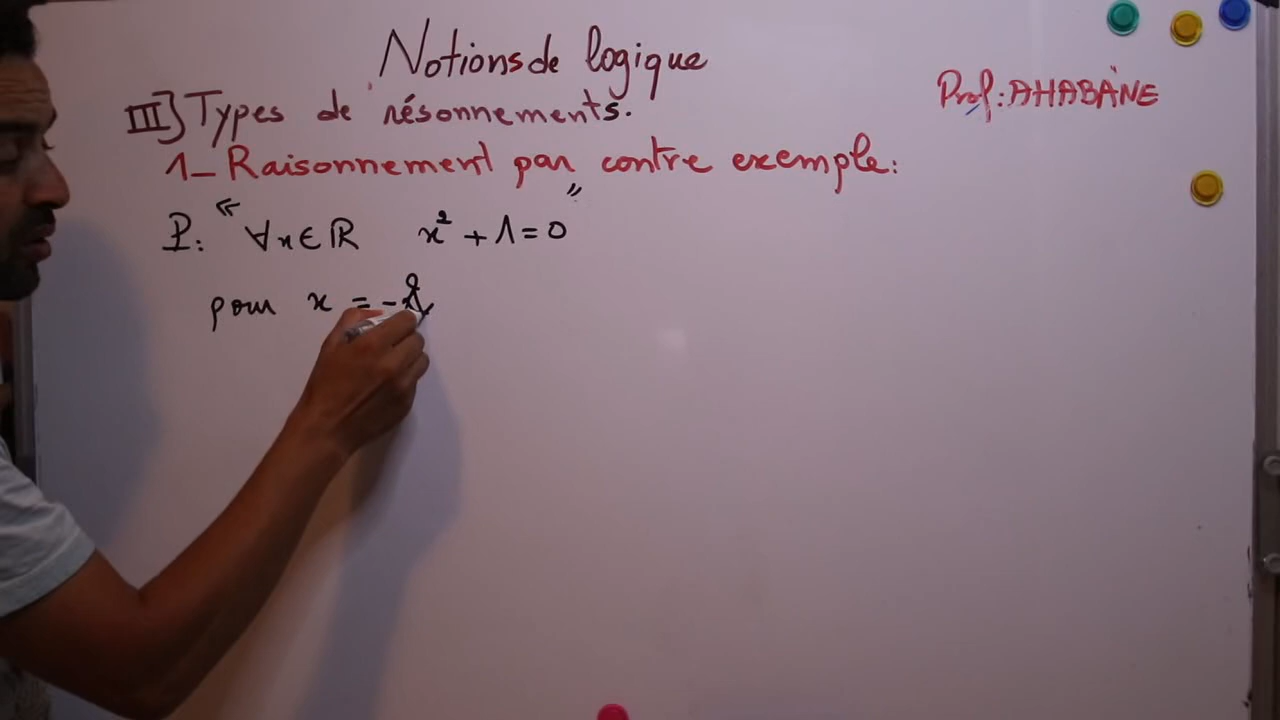 Notions de logique
Prof: AHABANE
III] Types de résonnements.
1_ Raisonnement par contre exemple:
P: " ∀x∈ℝ x² + 1 = 0 "
pour x = -